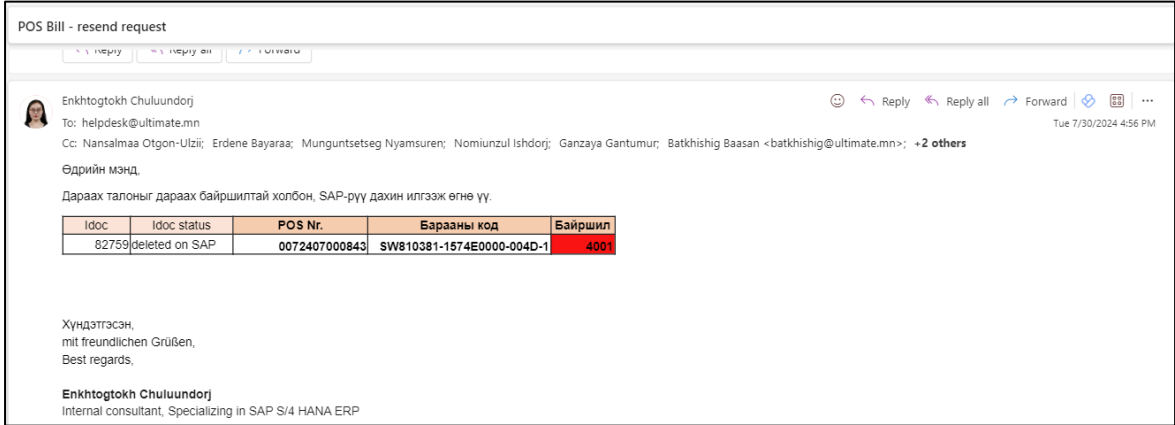 POS Bill - resend request
Reply Reply all Forward
Enkhtogtokh Chuluundorj
Reply Reply all Forward
To: helpdesk@ultimate.mn
Tue 7/30/2024 4:56 PM
Cc: Nansalmaa Otgon-Ulzii; Erdene Bayaraa; Munguntsetseg Nyamsuren; Nomiunzul Ishdorj; Ganzaya Gantumur; Batkhishig Baasan <batkhishig@ultimate.mn>; +2 others
Өдрийн мэнд,
Дараах талоныг дараах байршилтай холбон, SAP-рүү дахин илгээж өгнө үү.
Idoc Idoc status POS Nr. Барааны код Байршил
82759 deleted on SAP 0072407000843 SW810381-1574E0000-004D-1 4001
Хүндэтгэсэн,
mit freundlichen Grüßen,
Best regards,
Enkhtogtokh Chuluundorj
Internal consultant, Specializing in SAP S/4 HANA ERP